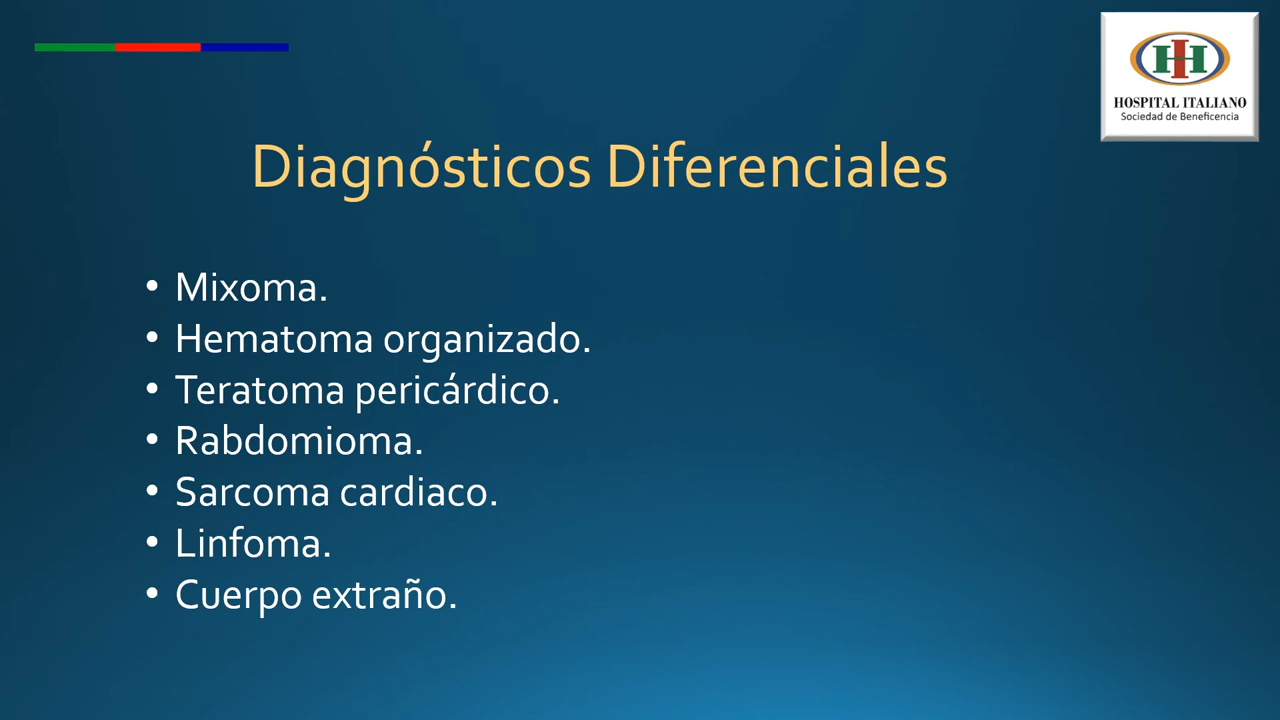 HOSPITAL ITALIANO
Sociedad de Beneficencia
Diagnósticos Diferenciales
• Mixoma.
• Hematoma organizado.
• Teratoma pericárdico.
• Rabdomioma.
• Sarcoma cardiaco.
• Linfoma.
• Cuerpo extraño.